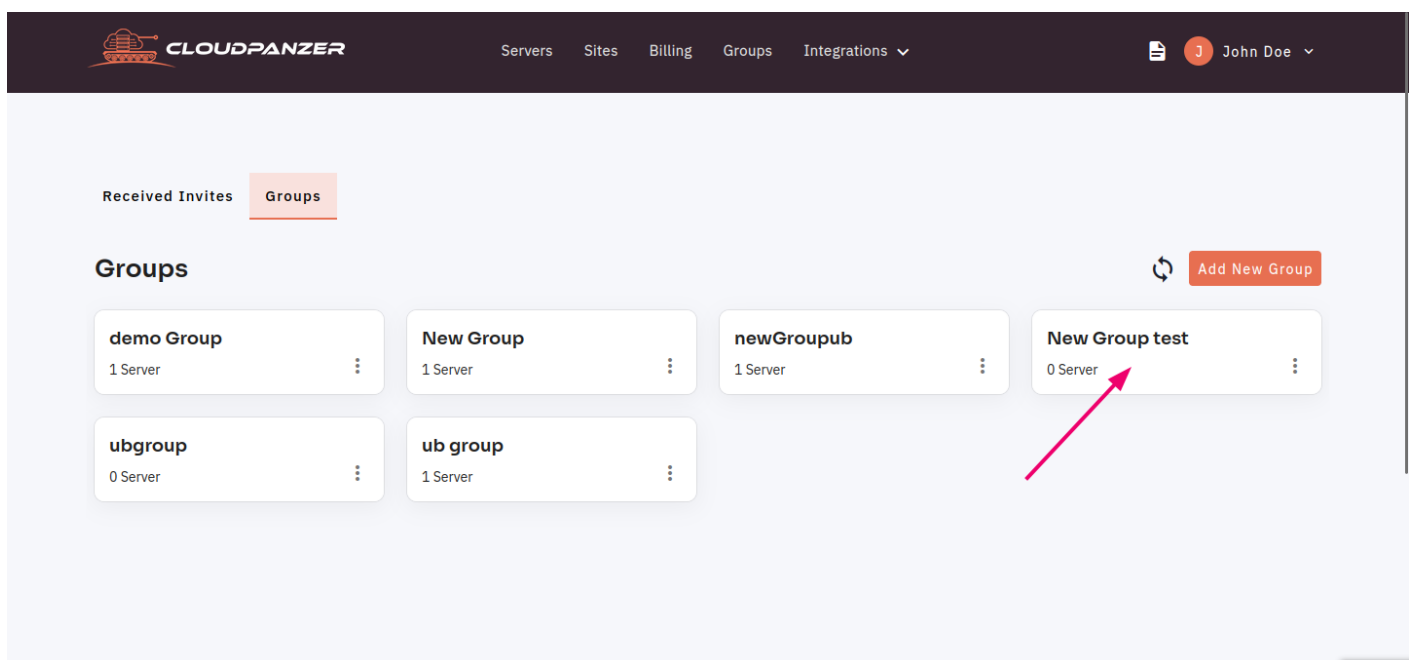 CLOUDPANZER Servers Sites Billing Groups Integrations J John Doe
Received Invites Groups
Groups Add New Group
demo Group New Group newGroupub New Group test
1 Server 1 Server 1 Server 0 Server
ubgroup ub group
0 Server 1 Server